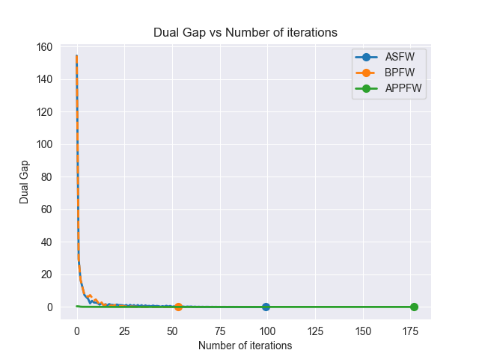 Dual Gap vs Number of iterations
ASFW
BPFW
APPFW
160
140
120
100
80
60
40
20
0
Dual Gap
0 25 50 75 100 125 150 175
Number of iterations